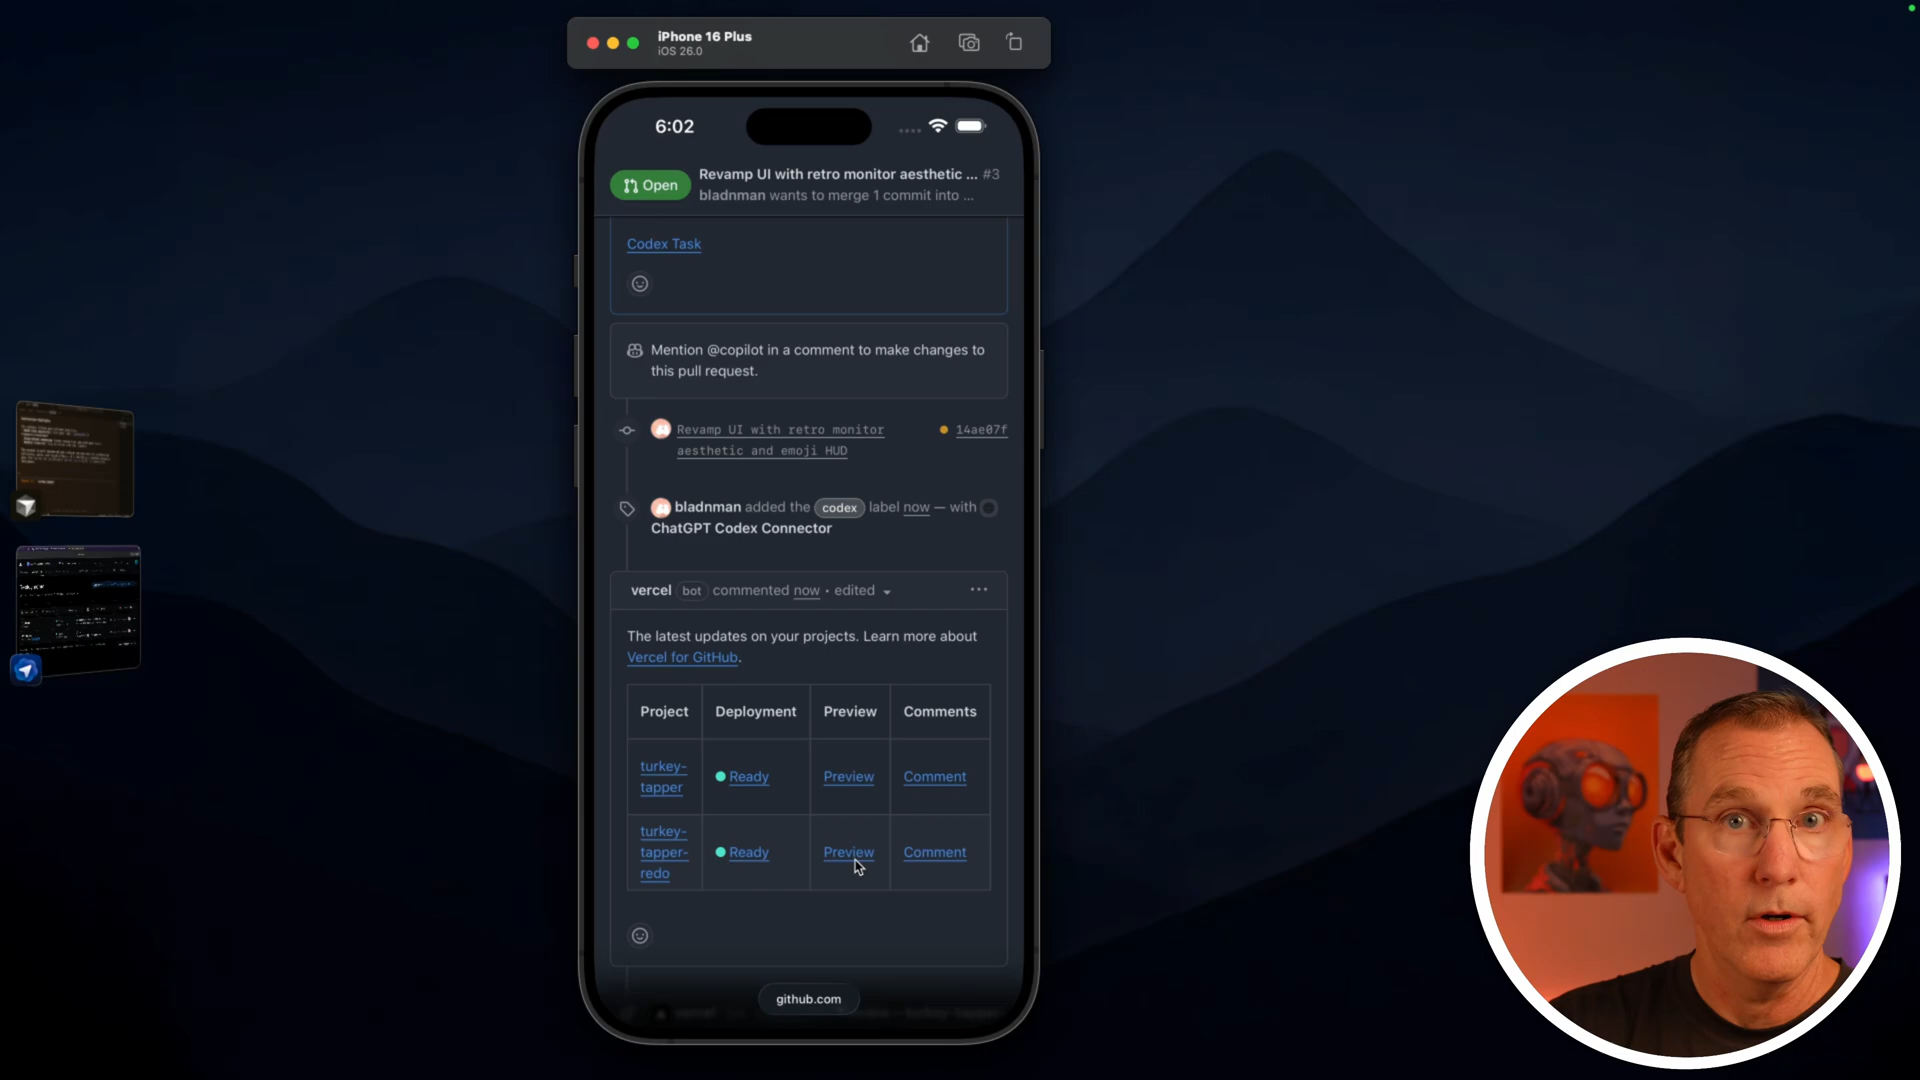 iPhone 16 Plus
iOS 26.0
6:02
Open
Revamp UI with retro monitor aesthetic ... #3
bladnman wants to merge 1 commit into ...
Codex Task
Mention @copilot in a comment to make changes to
this pull request.
Revamp UI with retro monitor
aesthetic and emoji HUD
14ae07f
bladnman added the codex label now — with
ChatGPT Codex Connector
vercel bot commented now • edited
The latest updates on your projects. Learn more about
Vercel for GitHub.
Project Deployment Preview Comments
turkey-
tapper
Ready Preview Comment
turkey-
tapper-
redo
Ready Preview Comment
github.com